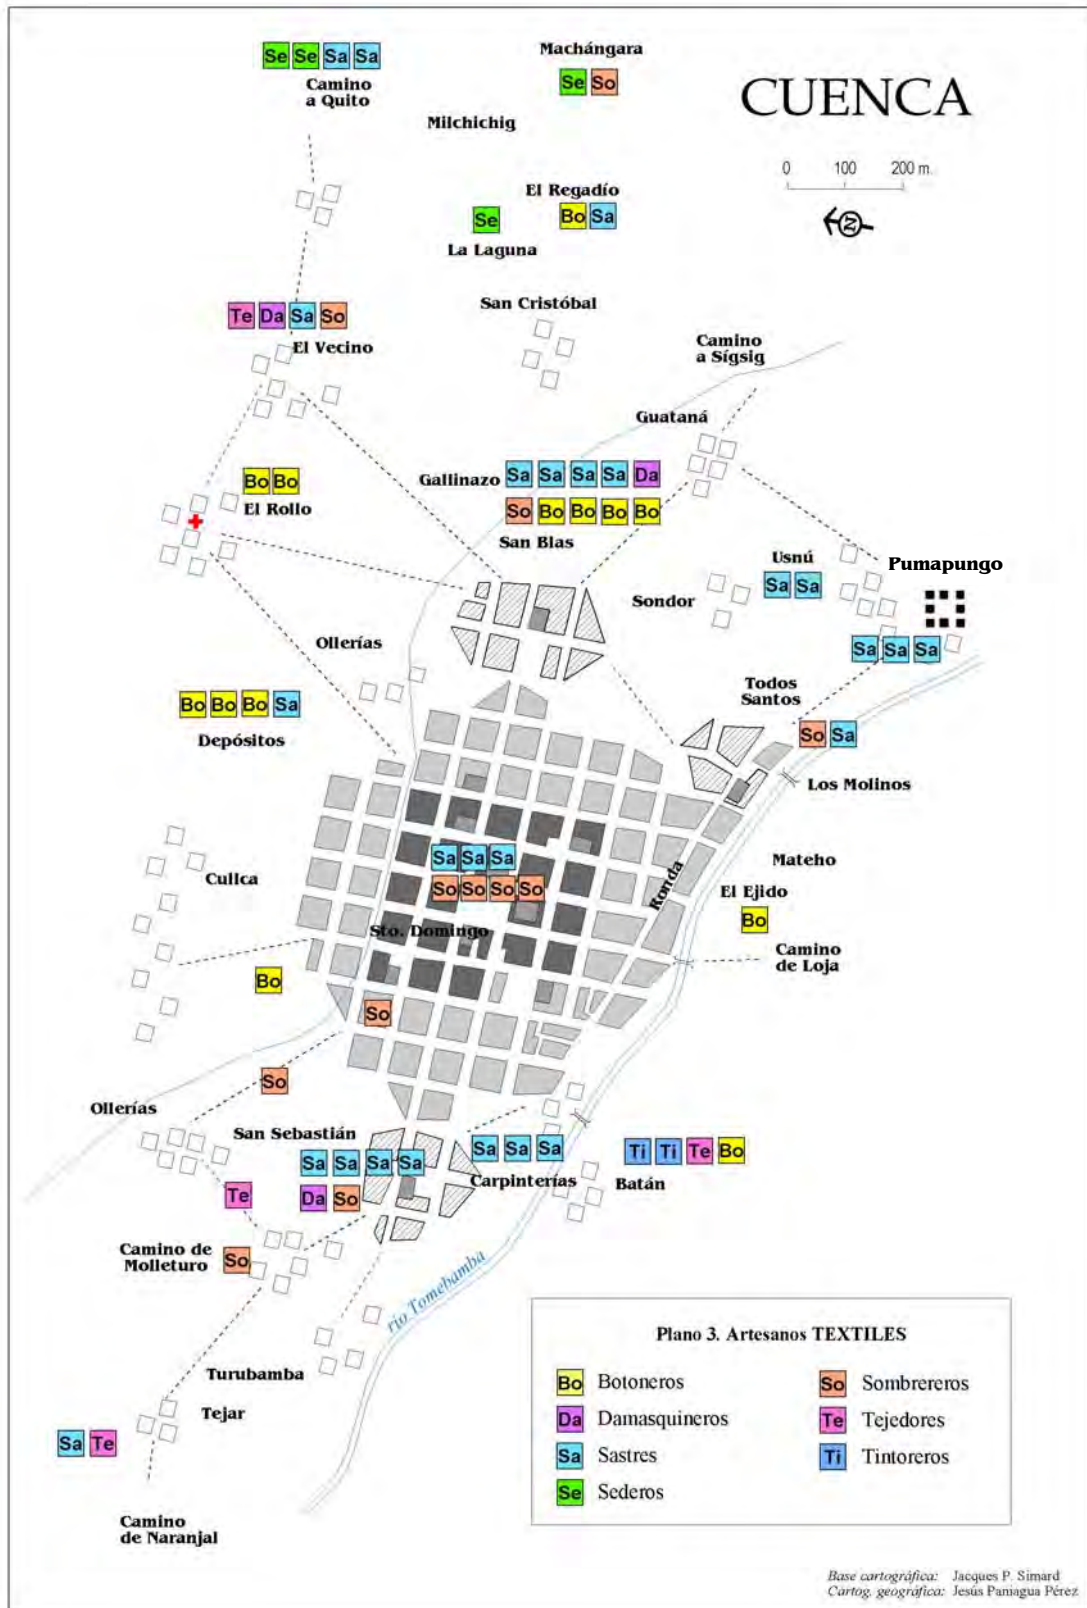 Se Se Sa Sa
Camino
a Quito
Machángara
Se So
CUENCA
Milchichig
0 100 200 m.
N
El Regadío
Bo Sa
Se
La Laguna
San Cristóbal
Te Da Sa So
El Vecino
Camino
a Sígsig
Guataná
Gallinazo
Sa Sa Sa Sa Da
So Bo Bo Bo Bo
San Blas
Bo Bo
El Rollo
Usnú
Sa Sa
Pumapungo
Sondor
Sa Sa Sa
Ollerías
Todos
Santos
Bo Bo Bo Sa
Depósitos
So Sa
Los Molinos
Sa Sa Sa
So So So So
Sto. Domingo
Cullca
Ronda
Mateho
El Ejido
Bo
Camino
de Loja
Bo
So
So
Ollerías
San Sebastián
Sa Sa Sa Sa
Da So
Sa Sa Sa
Carpinterías
Ti Ti Te Bo
Batán
Te
Camino de
Molleturo
So
río Tomebamba
Turubamba
Tejar
Sa Te
Camino
de Naranjal
Plano 3. Artesanos TEXTILES
Bo Botoneros
Da Damasquineros
Sa Sastres
Se Sederos
So Sombrereros
Te Tejedores
Ti Tintoreros
Base cartográfica: Jacques P. Simard
Cartog. geográfica: Jesús Paniagua Pérez